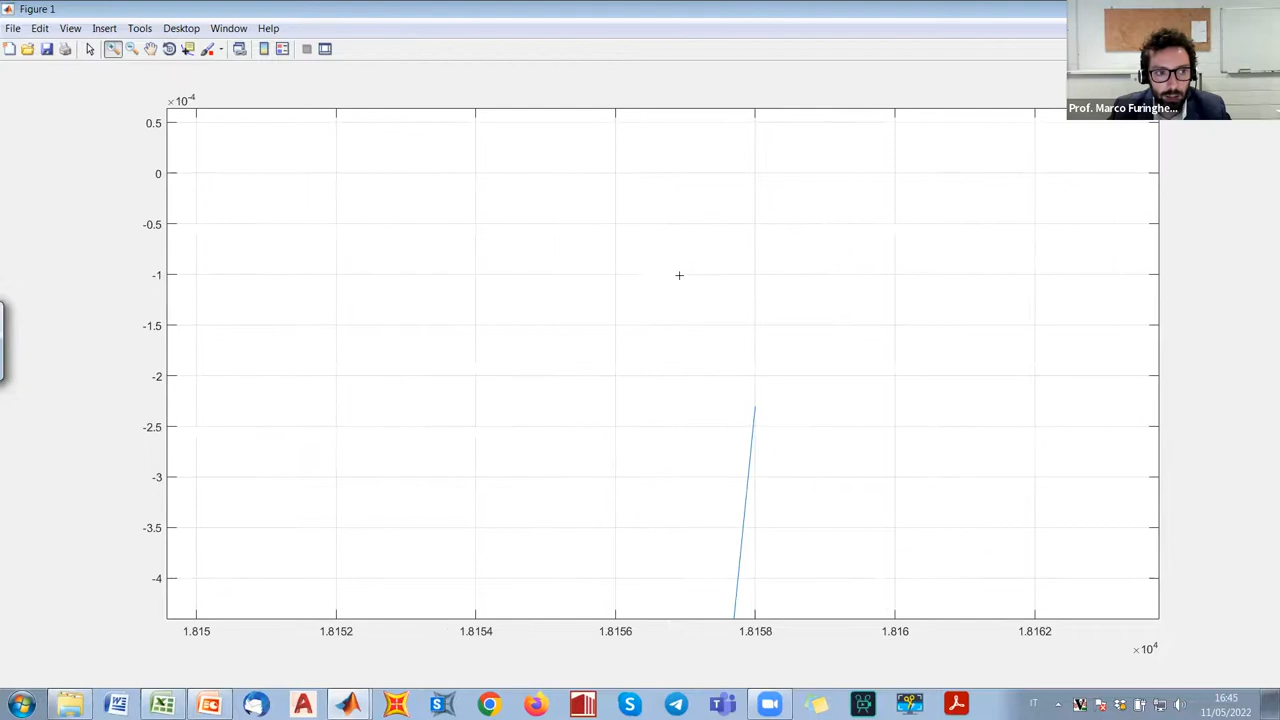 Figure 1
File Edit View Insert Tools Desktop Window Help
Prof. Marco Furinghe...
×10-4
0.5
0
-0.5
-1
-1.5
-2
-2.5
-3
-3.5
-4
1.815 1.8152 1.8154 1.8156 1.8158 1.816 1.8162
×10 4
IT
16:45
11/05/2022